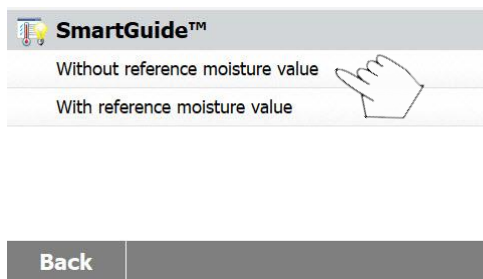 SmartGuide™
Without reference moisture value
With reference moisture value
Back